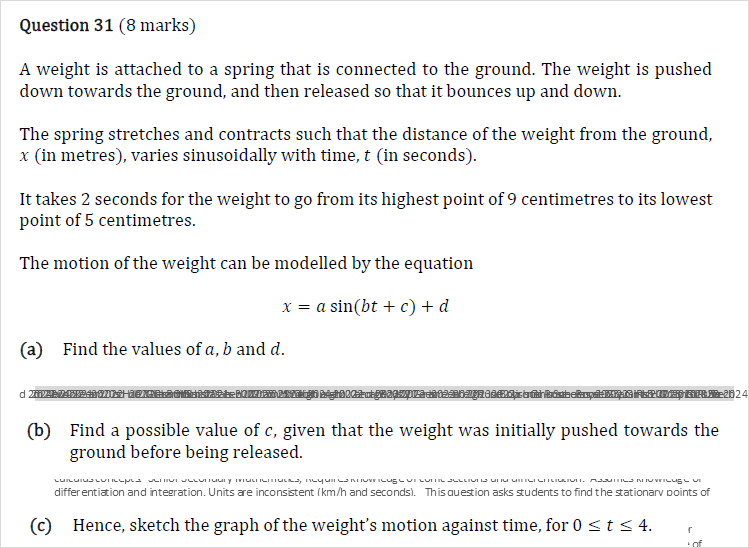 Question 31 (8 marks)
A weight is attached to a spring that is connected to the ground. The weight is pushed
down towards the ground, and then released so that it bounces up and down.
The spring stretches and contracts such that the distance of the weight from the ground,
x (in metres), varies sinusoidally with time, t (in seconds).
It takes 2 seconds for the weight to go from its highest point of 9 centimetres to its lowest
point of 5 centimetres.
The motion of the weight can be modelled by the equation
x = a sin(bt + c) + d
(a) Find the values of a, b and d.
(b) Find a possible value of c, given that the weight was initially pushed towards the
ground before being released.
differentiation and integration. Units are inconsistent (km/h and seconds). This question asks students to find the stationary points of
(c) Hence, sketch the graph of the weight's motion against time, for 0 ≤ t ≤ 4.
r
of